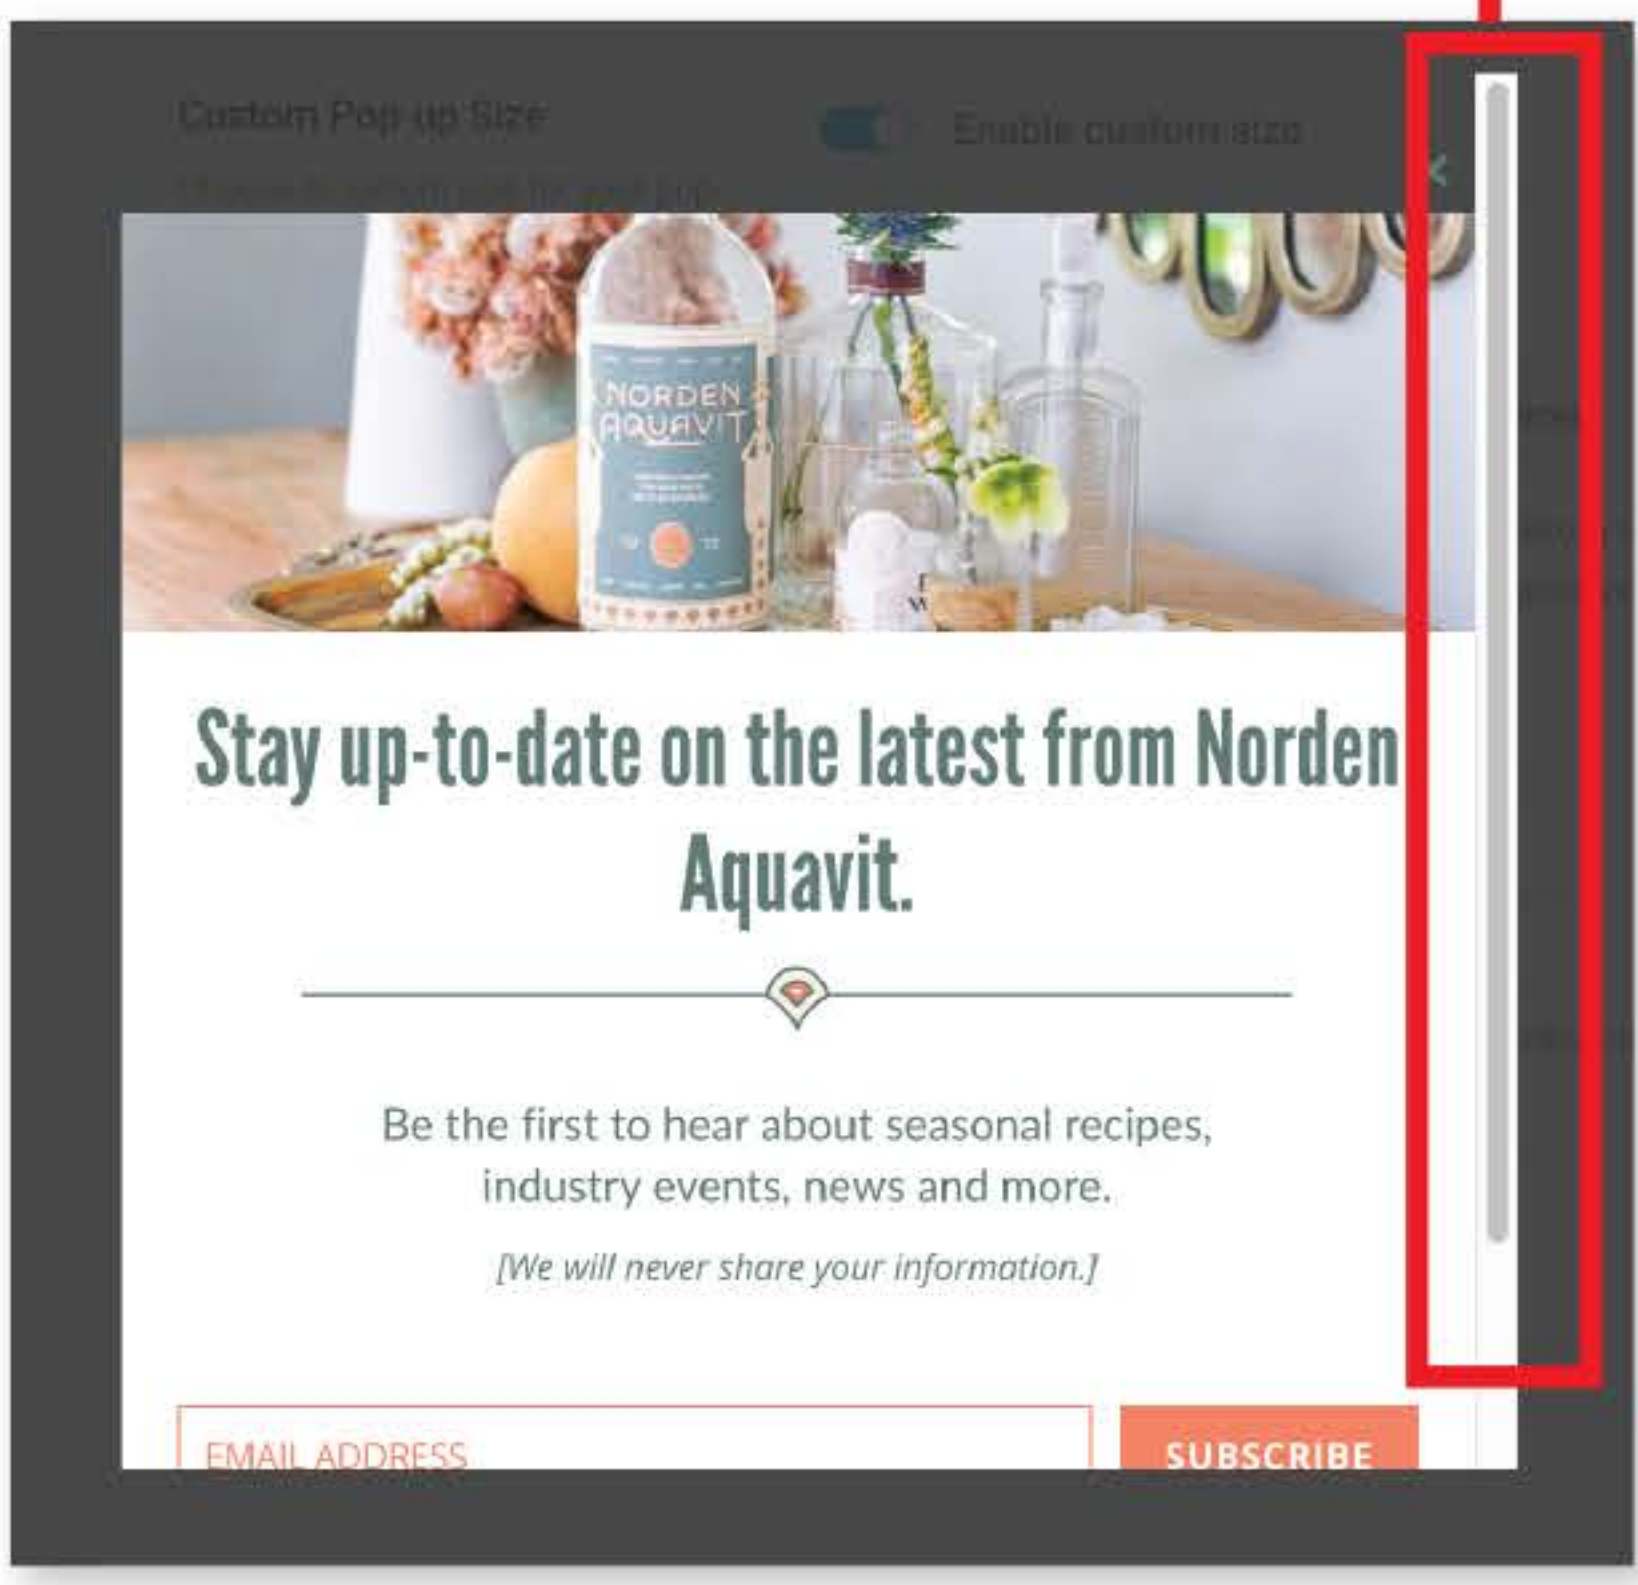 Custom Pop-up Size
Enable custom size
NORDEN
AQUAVIT
Stay up-to-date on the latest from Norden
Aquavit.
Be the first to hear about seasonal recipes,
industry events, news and more.
[We will never share your information.]
EMAIL ADDRESS
SUBSCRIBE